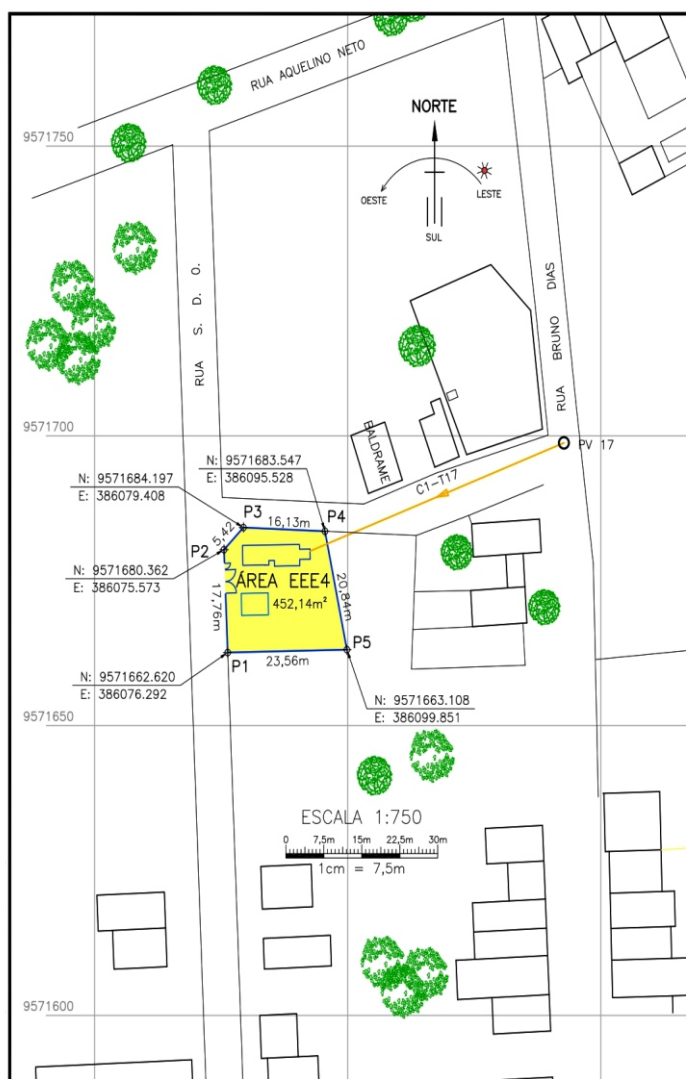 RUA AQUELINO NETO
NORTE
9571750
OESTE
LESTE
SUL
RUA S. D. O.
RUA BRUNO DIAS
9571700
BALDRAME
PV 17
C1-T17
N: 9571683.547
E: 386095.528
N: 9571684.197
E: 386079.408
P3
16,13m
P4
5,42
P2
N: 9571680.362
E: 386075.573
ÁREA EEE4
452,14m²
17,76m
20,84m
P1
23,56m
P5
N: 9571662.620
E: 386076.292
N: 9571663.108
E: 386099.851
9571650
ESCALA 1:750
0 7,5m 15m 22,5m 30m
1cm = 7,5m
9571600